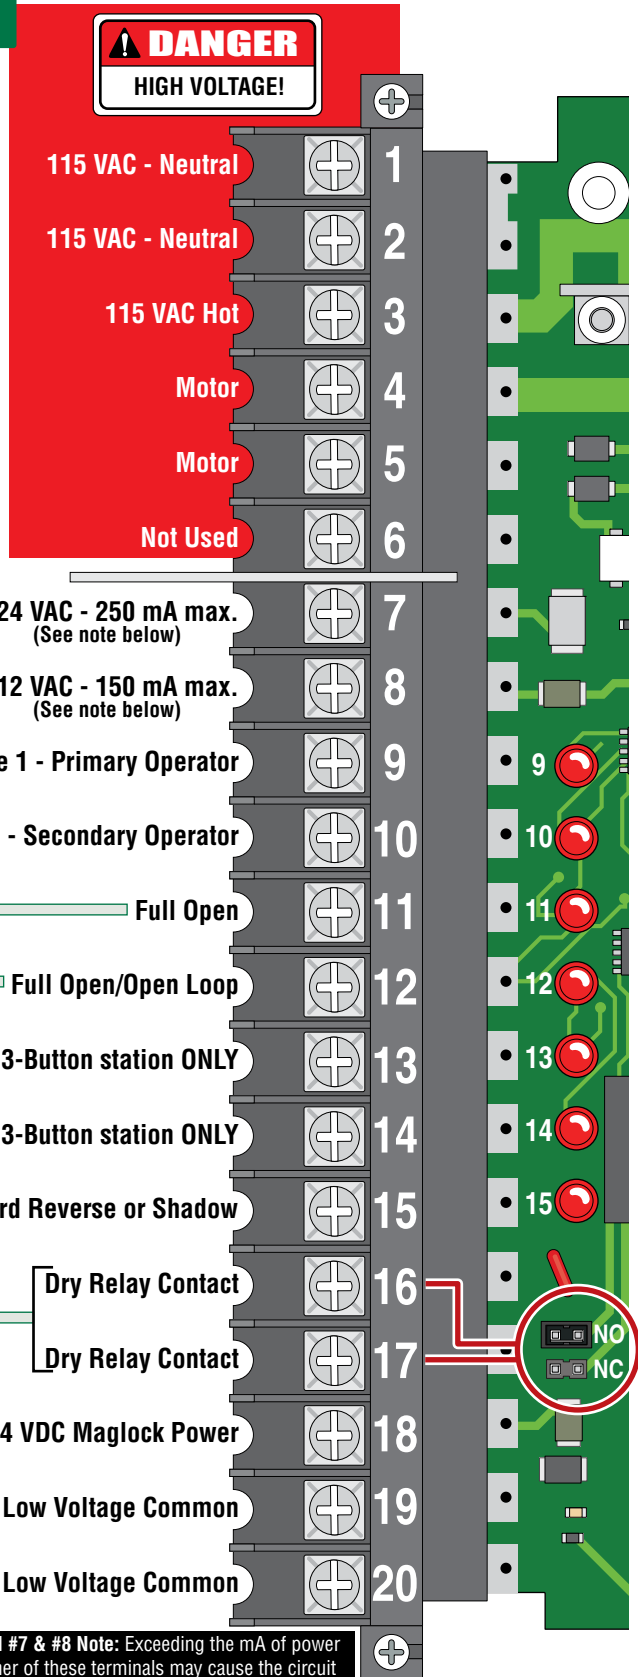 DANGER
HIGH VOLTAGE!
115 VAC - Neutral 1
115 VAC - Neutral 2
115 VAC Hot 3
Motor 4
Motor 5
Not Used 6
24 VAC - 250 mA max. 7
(See note below)
12 VAC - 150 mA max. 8
(See note below)
1 - Primary Operator 9 9
- Secondary Operator 10 10
Full Open 11 11
Full Open/Open Loop 12 12
3-Button station ONLY 13 13
3-Button station ONLY 14 14
Reverse or Shadow 15 15
Dry Relay Contact 16
NO
Dry Relay Contact 17
NC
4 VDC Maglock Power 18
Low Voltage Common 19
Low Voltage Common 20
#7 & #8 Note: Exceeding the mA of power
of these terminals may cause the circuit